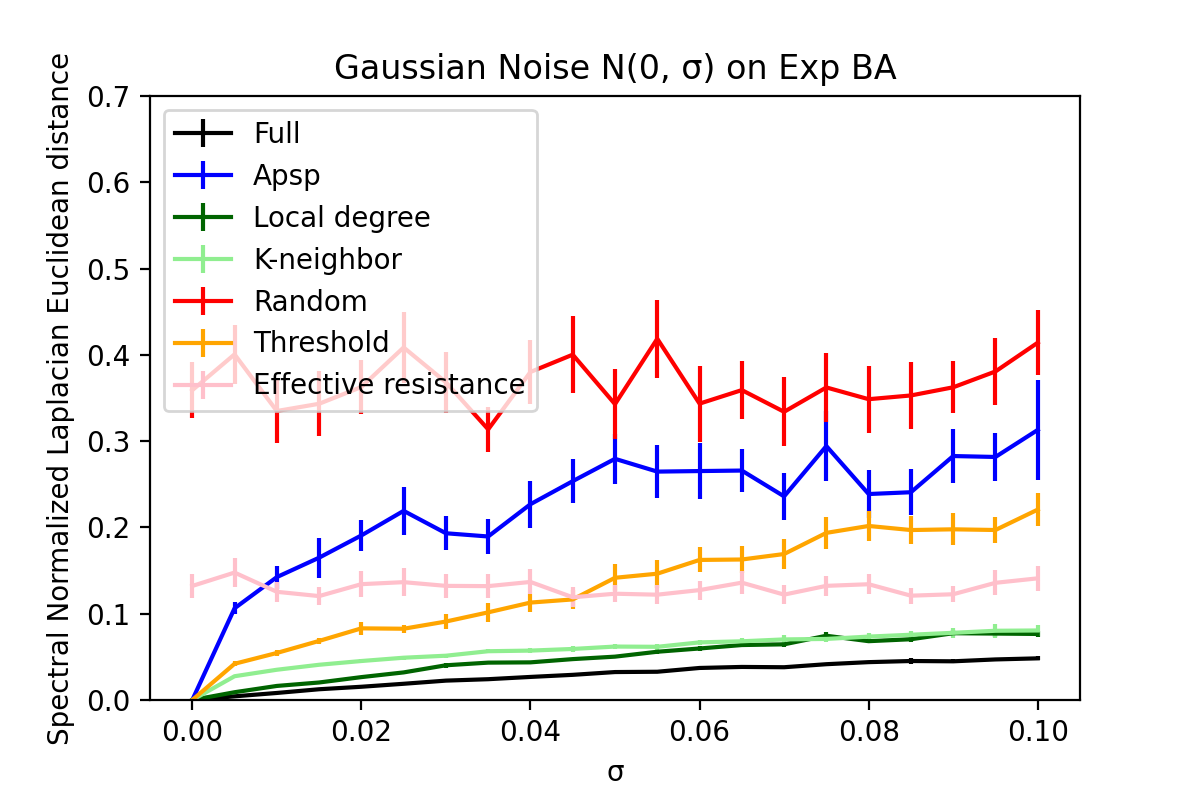 Gaussian Noise N(0, σ) on Exp BA
Spectral Normalized Laplacian Euclidean distance
0.7
0.6
0.5
0.4
0.3
0.2
0.1
0.0
Full
Apsp
Local degree
K-neighbor
Random
Threshold
Effective resistance
0.00 0.02 0.04 0.06 0.08 0.10
σ